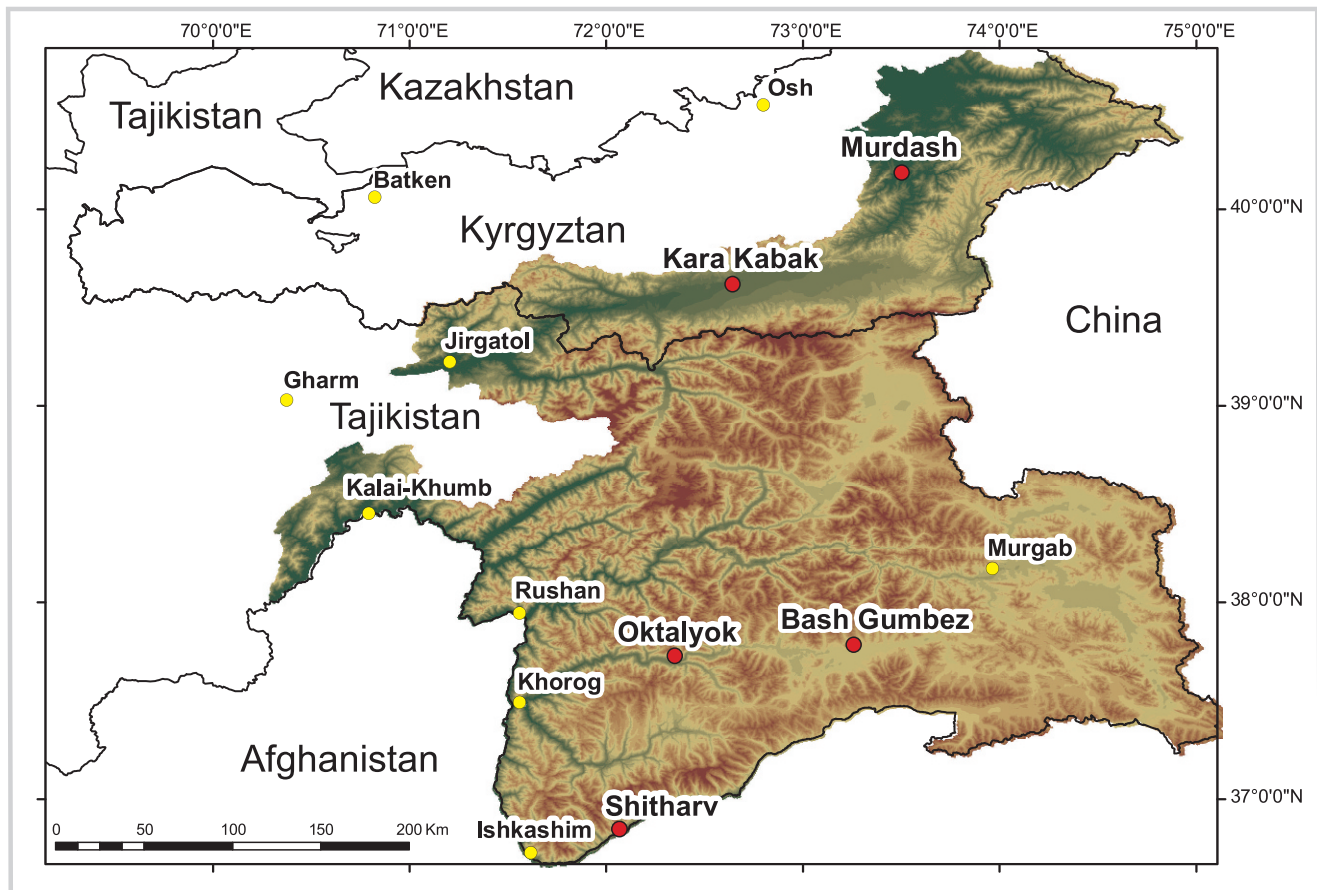 70°0'0"E 71°0'0"E 72°0'0"E 73°0'0"E 74°0'0"E 75°0'0"E
Kazakhstan
Osh
Tajikistan
Murdash
Batken
40°0'0"N
Kyrgyztan
Kara Kabak
China
Jirgatol
Gharm
39°0'0"N
Tajikistan
Kalai-Khumb
Murgab
Rushan
38°0'0"N
Bash Gumbez
Oktalyok
Khorog
Afghanistan
37°0'0"N
Shitharv
Ishkashim
0 50 100 150 200 Km